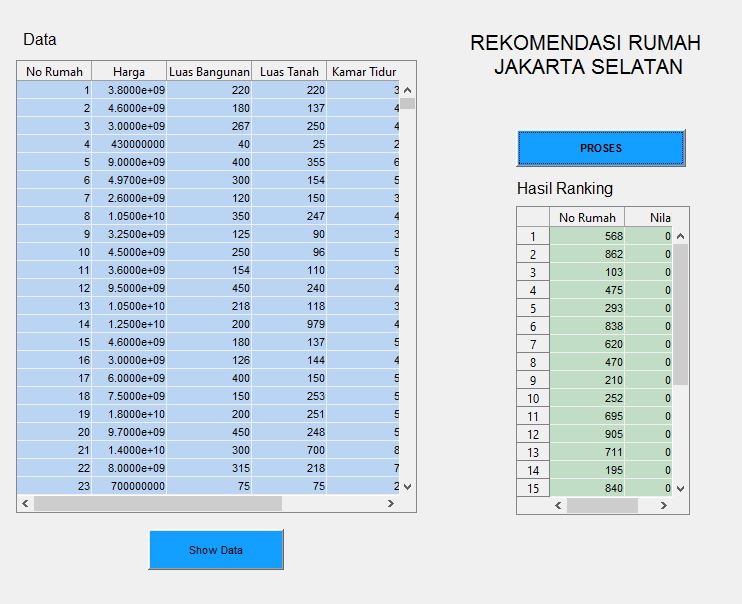 Data
No Rumah Harga Luas Bangunan Luas Tanah Kamar Tidur
1 3.8000e+09 220 220 3
2 4.6000e+09 180 137 4
3 3.0000e+09 267 250 4
4 430000000 40 25 2
5 9.0000e+09 400 355 6
6 4.9700e+09 300 154 5
7 2.6000e+09 120 150 3
8 1.0500e+10 350 247 4
9 3.2500e+09 125 90 3
10 4.5000e+09 250 96 5
11 3.6000e+09 154 110 3
12 9.5000e+09 450 240 4
13 1.0500e+10 218 118 3
14 1.2500e+10 200 979 4
15 4.6000e+09 180 137 5
16 3.0000e+09 126 144 4
17 6.0000e+09 400 150 5
18 7.5000e+09 150 253 5
19 1.8000e+10 200 251 5
20 9.7000e+09 450 248 5
21 1.4000e+10 300 700 8
22 8.0000e+09 315 218 7
23 700000000 75 75 2
Show Data
REKOMENDASI RUMAH
JAKARTA SELATAN
PROSES
Hasil Ranking
No Rumah Nila
1 568 0
2 862 0
3 103 0
4 475 0
5 293 0
6 838 0
7 620 0
8 470 0
9 210 0
10 252 0
11 695 0
12 905 0
13 711 0
14 195 0
15 840 0